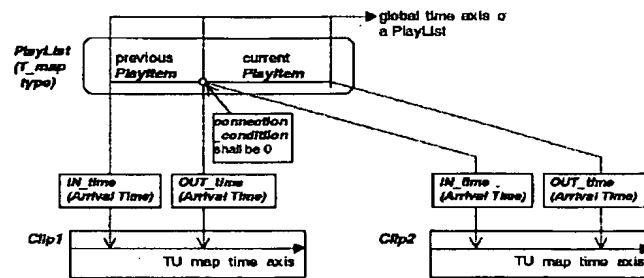 global time axis o
a PlayList
PlayList
(T_map
type)
previous
PlayItem
current
PlayItem
connection
_condition
shall be 0
IN_time
(Arrival Time)
OUT_time
(Arrival Time)
IN_time
(Arrival Time)
OUT_time
(Arrival Time)
Clip1
TU map time axis
Clip2
TU map time axis